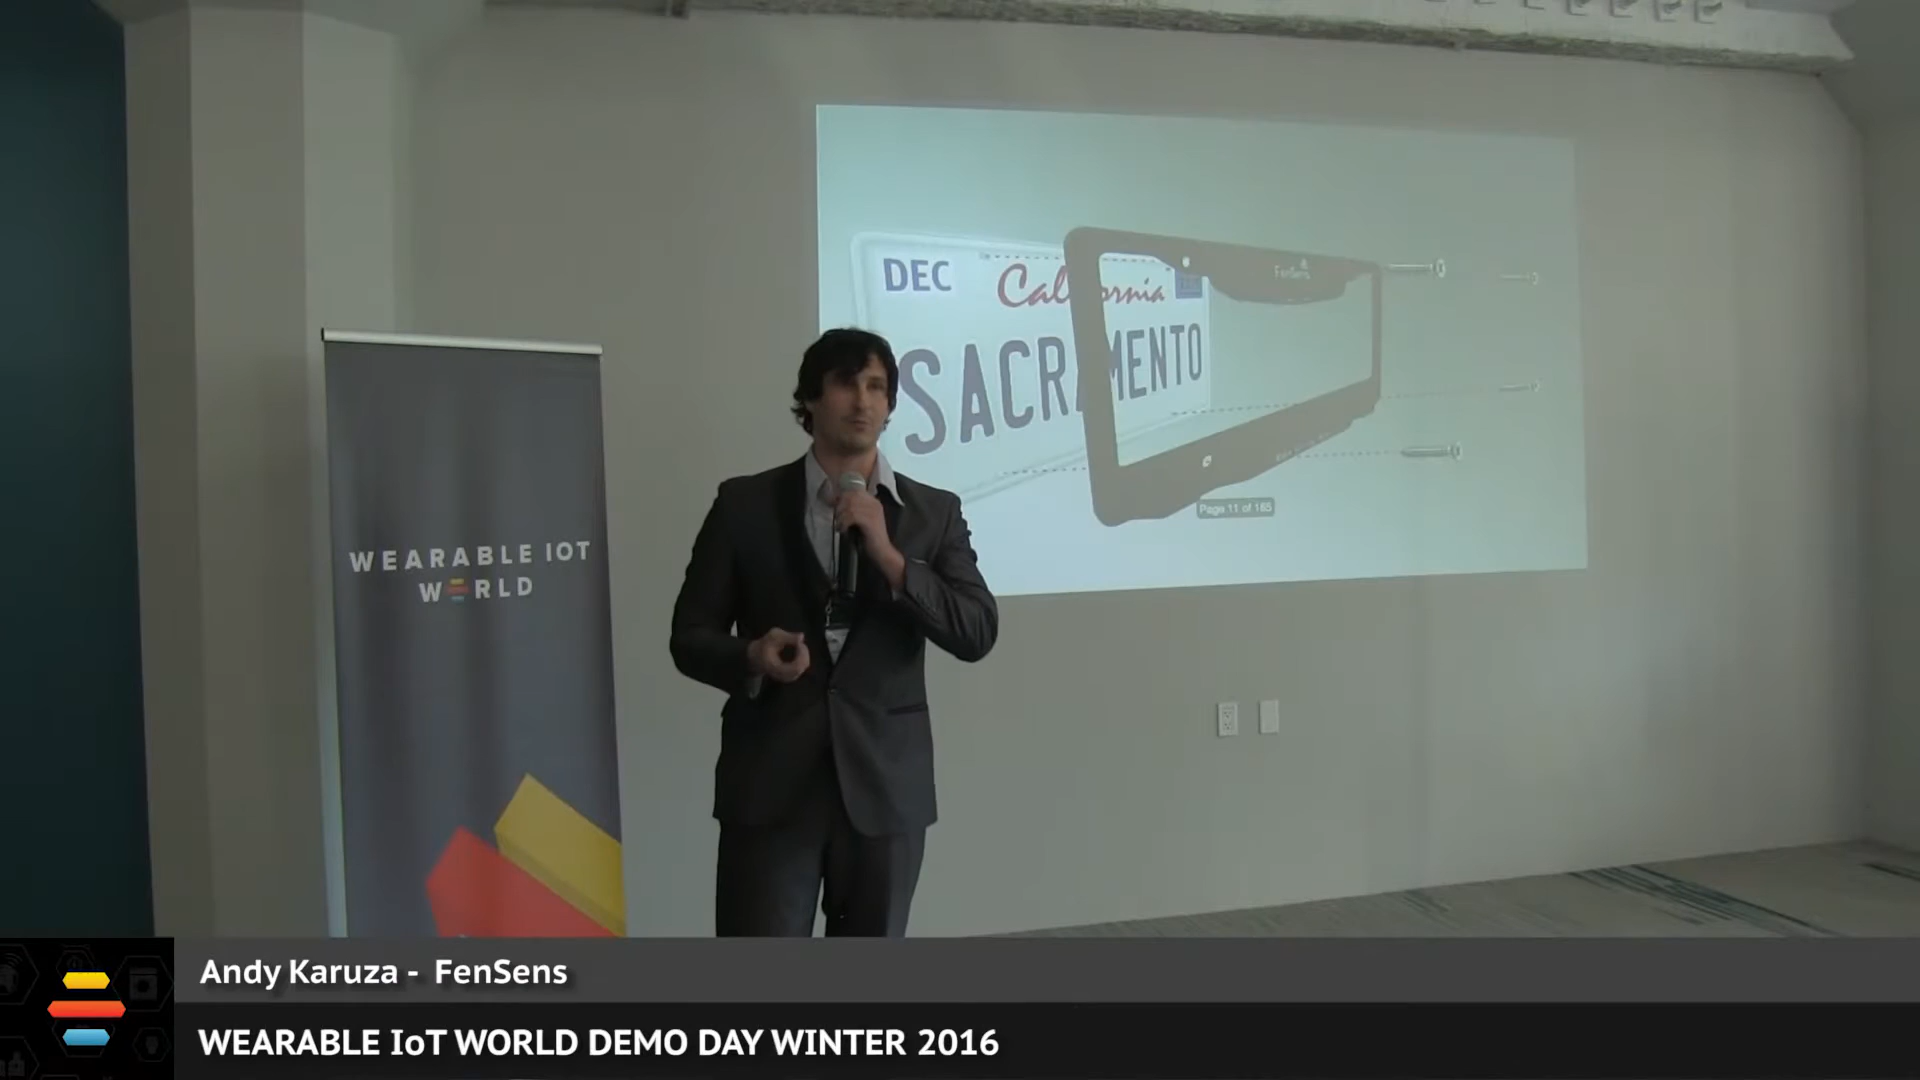 DEC
California
SACRAMENTO
FenSens
Page 11 of 165
WEARABLE IOT
WORLD
Andy Karuza - FenSens
WEARABLE IoT WORLD DEMO DAY WINTER 2016